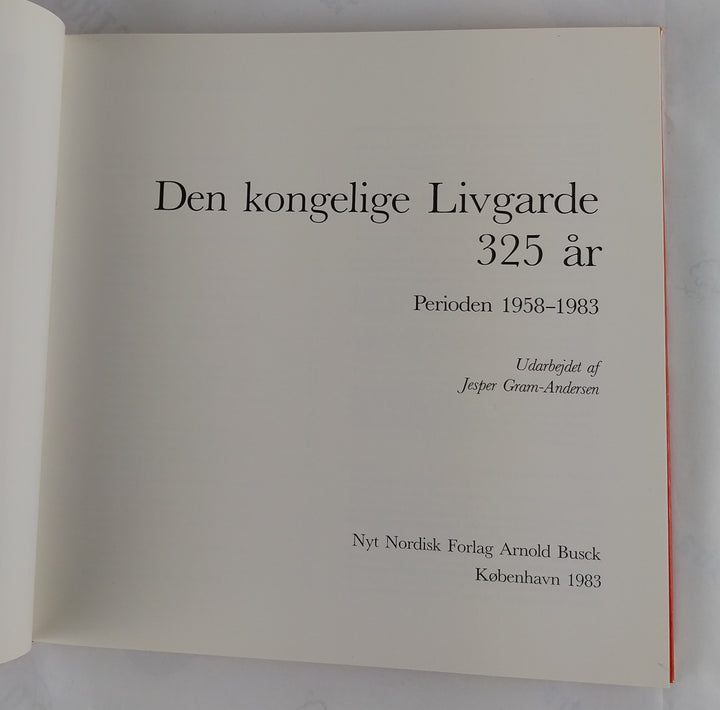 Den kongelige Livgarde
325 år
Perioden 1958–1983
Udarbejdet af
Jesper Gram-Andersen
Nyt Nordisk Forlag Arnold Busck
København 1983